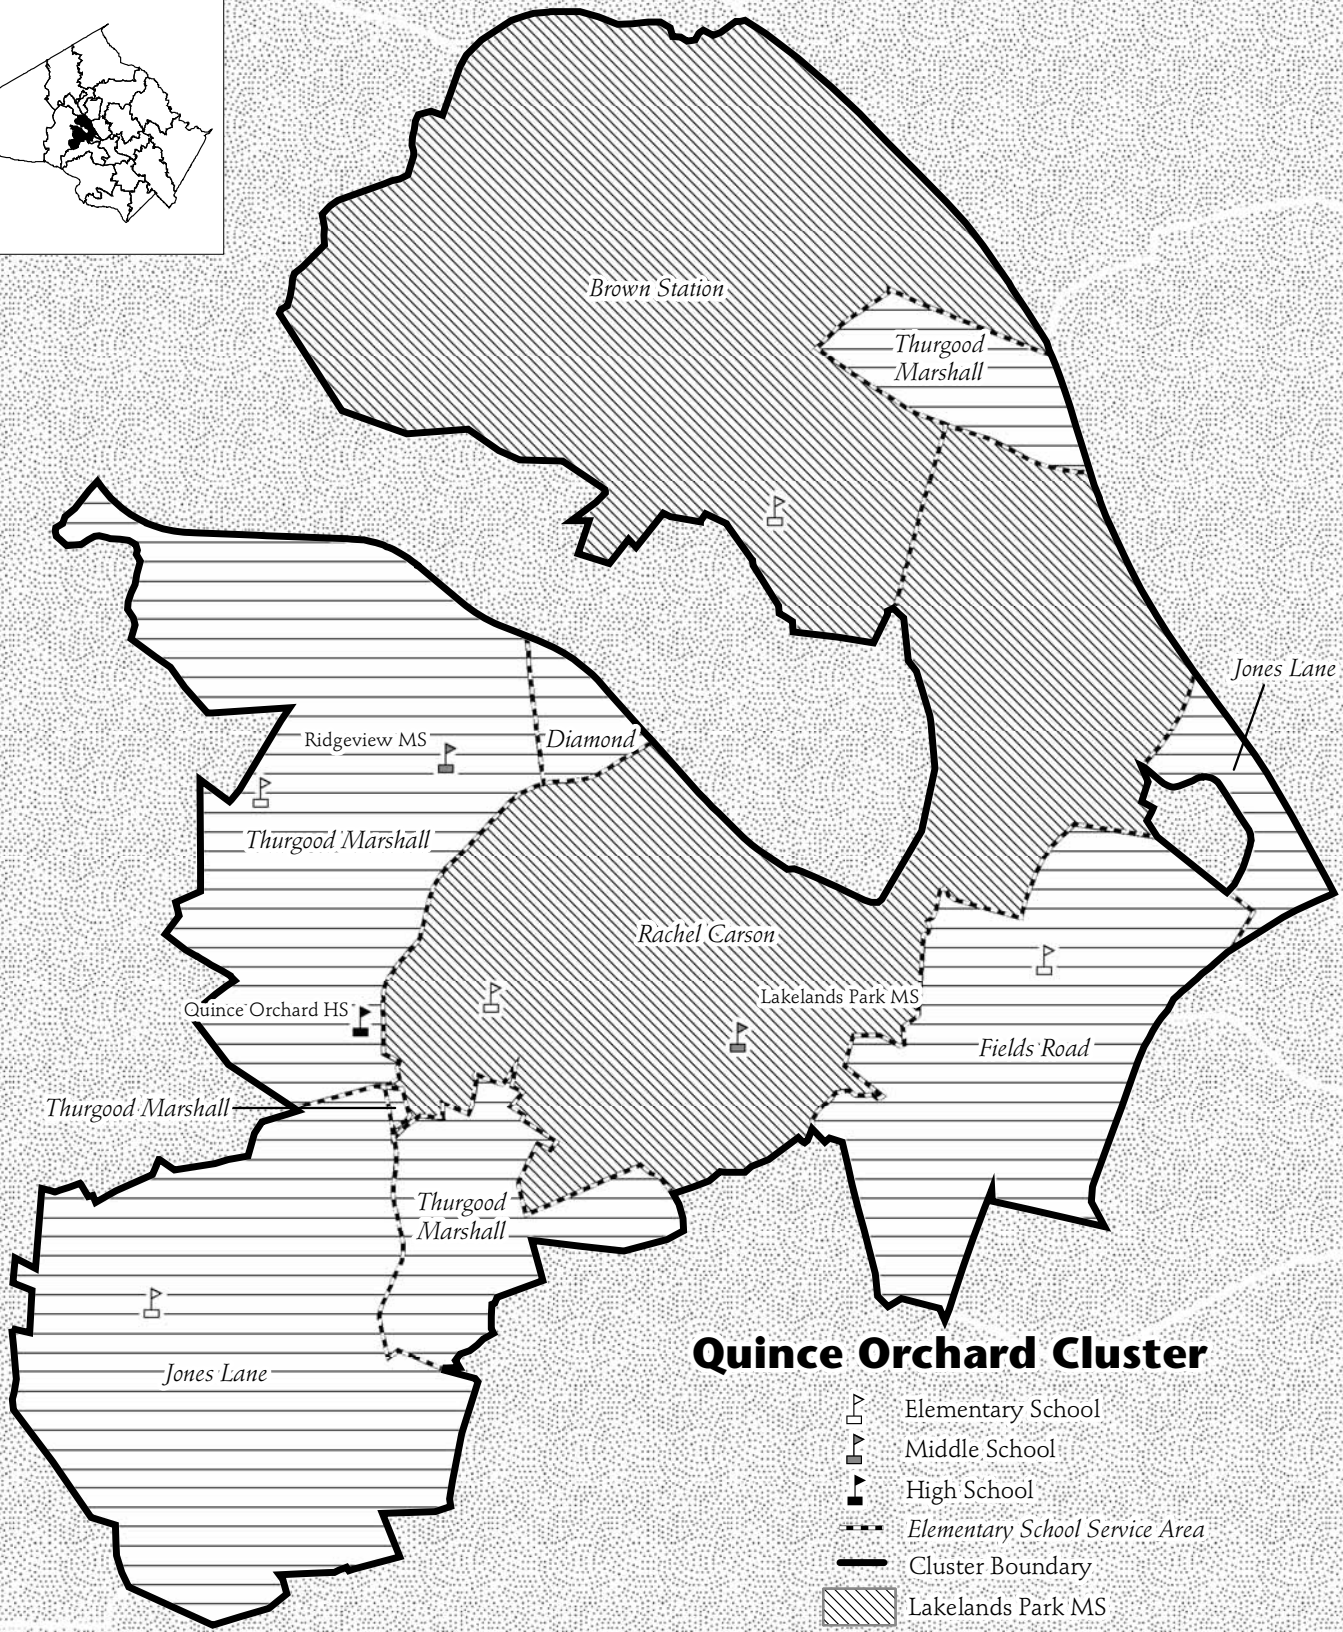 Brown Station
Thurgood
Marshall
Jones Lane
Ridgeview MS
Diamond
Thurgood Marshall
Rachel Carson
Lakelands Park MS
Quince Orchard HS
Fields Road
Thurgood Marshall
Thurgood
Marshall
Jones Lane
Quince Orchard Cluster
Elementary School
Middle School
High School
Elementary School Service Area
Cluster Boundary
Lakelands Park MS